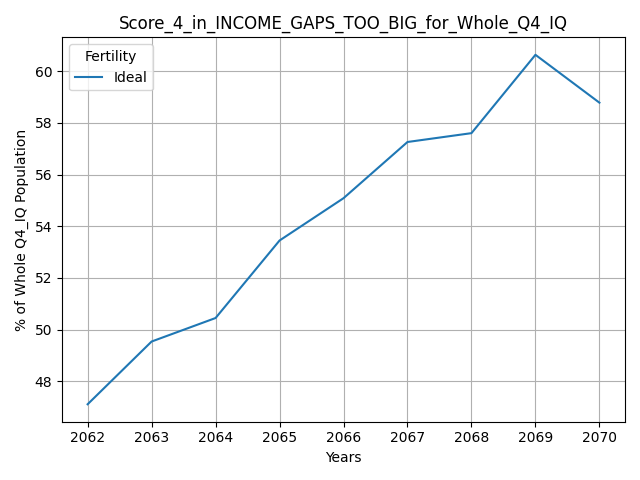 Score_4_in_INCOME_GAPS_TOO_BIG_for_Whole_Q4_IQ
Fertility
Ideal
60
58
56
54
52
50
48
% of Whole Q4_IQ Population
2062 2063 2064 2065 2066 2067 2068 2069 2070
Years